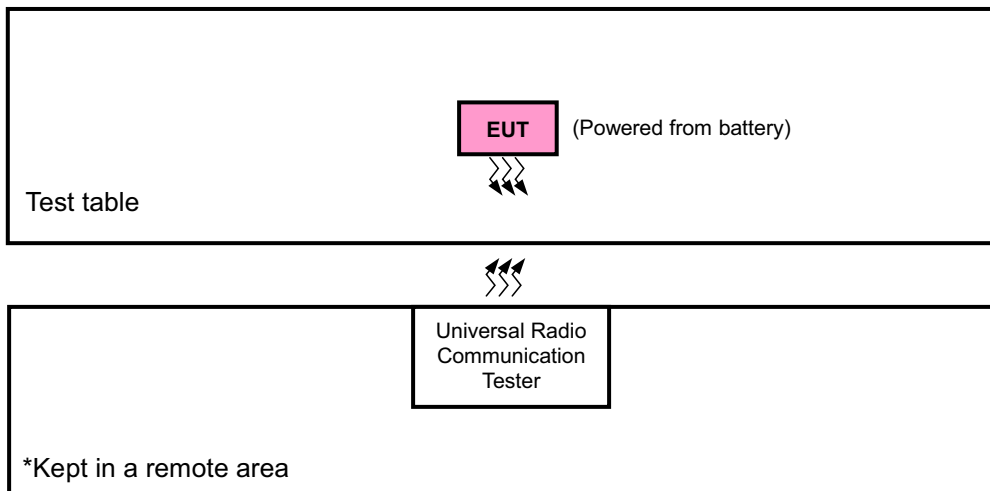 EUT
(Powered from battery)
Test table
Universal Radio
Communication
Tester
*Kept in a remote area